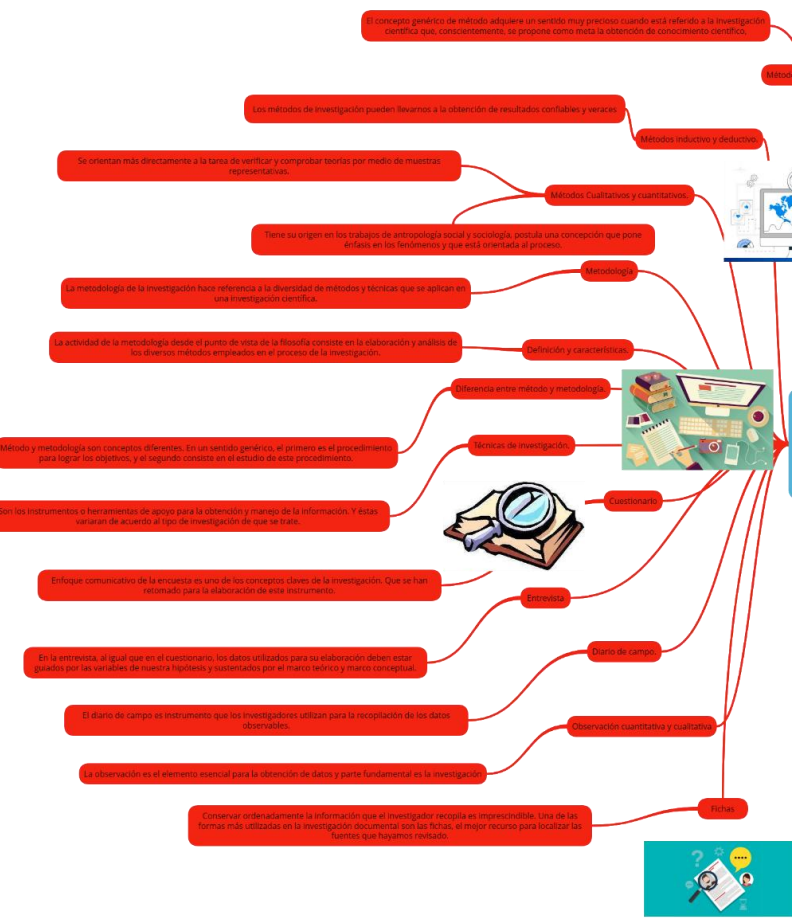 El concepto genérico de método adquiere un sentido muy precioso cuando está referido a la investigación
científica que, conscientemente, se propone como meta la obtención de conocimiento científico.
Los métodos de investigación pueden llevarnos a la obtención de resultados confiables y veraces
Métodos inductivo y deductivo.
Se orientan más directamente a la tarea de verificar y comprobar teorías por medio de muestras
representativas.
Métodos Cualitativos y cuantitativos.
Tiene su origen en los trabajos de antropología social y sociología, postula una concepción que pone
énfasis en los fenómenos y que está orientada al proceso.
Metodología
La metodología de la investigación hace referencia a la diversidad de métodos y técnicas que se aplican en
una investigación científica.
La actividad de la metodología desde el punto de vista de la filosofía consiste en la elaboración y análisis de
los diversos métodos empleados en el proceso de la investigación.
Definición y características.
Diferencia entre método y metodología.
Método y metodología son conceptos diferentes. En un sentido genérico, el primero es el procedimiento
para lograr los objetivos, y el segundo consiste en el estudio de este procedimiento.
Técnicas de investigación.
Son los instrumentos o herramientas de apoyo para la obtención y manejo de la información. Y éstas
variaran de acuerdo al tipo de investigación de que se trate.
Cuestionario
Enfoque comunicativo de la encuesta es uno de los conceptos claves de la investigación. Que se han
retomado para la elaboración de este instrumento.
Entrevista
En la entrevista, al igual que en el cuestionario, los datos utilizados para su elaboración deben estar
guiados por las variables de nuestra hipótesis y sustentados por el marco teórico y marco conceptual.
Diario de campo.
El diario de campo es instrumento que los investigadores utilizan para la recopilación de los datos
observables.
Observación cuantitativa y cualitativa
La observación es el elemento esencial para la obtención de datos y parte fundamental es la investigación
Fichas
Conservar ordenadamente la información que el investigador recopila es imprescindible. Una de las
formas más utilizadas en la investigación documental son las fichas, el mejor recurso para localizar las
fuentes que hayamos revisado.